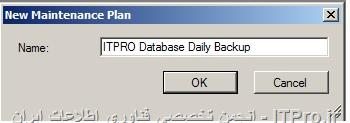 New Maintenance Plan
Name:
ITPRO Database Daily Backup
OK
Cancel
ITPro.ir - انجمن تخصصی فناوری اطلاعات ایران